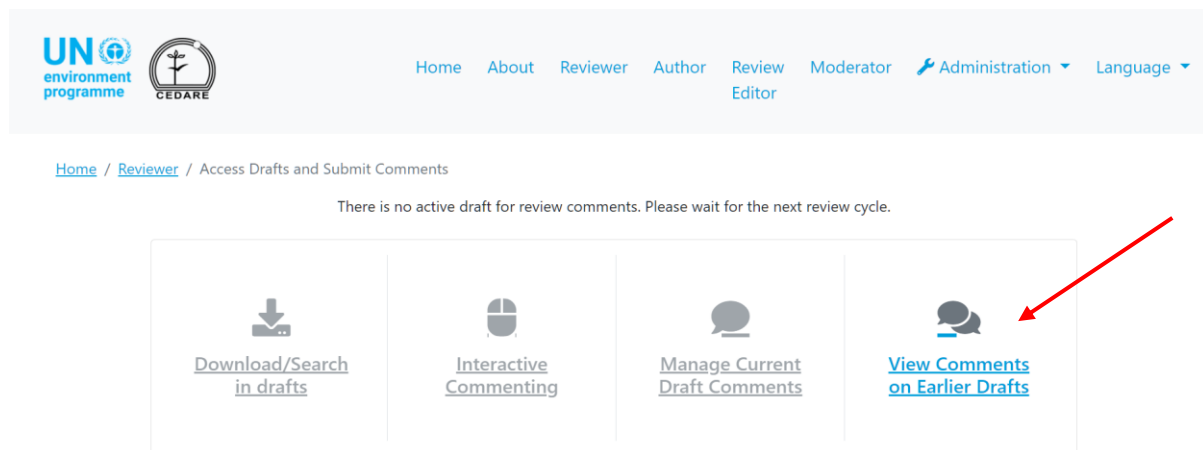 UN
environment
programme
CEDARE
Home About Reviewer Author Review Editor Moderator Administration Language
Home / Reviewer / Access Drafts and Submit Comments
There is no active draft for review comments. Please wait for the next review cycle.
Download/Search
in drafts
Interactive
Commenting
Manage Current
Draft Comments
View Comments
on Earlier Drafts